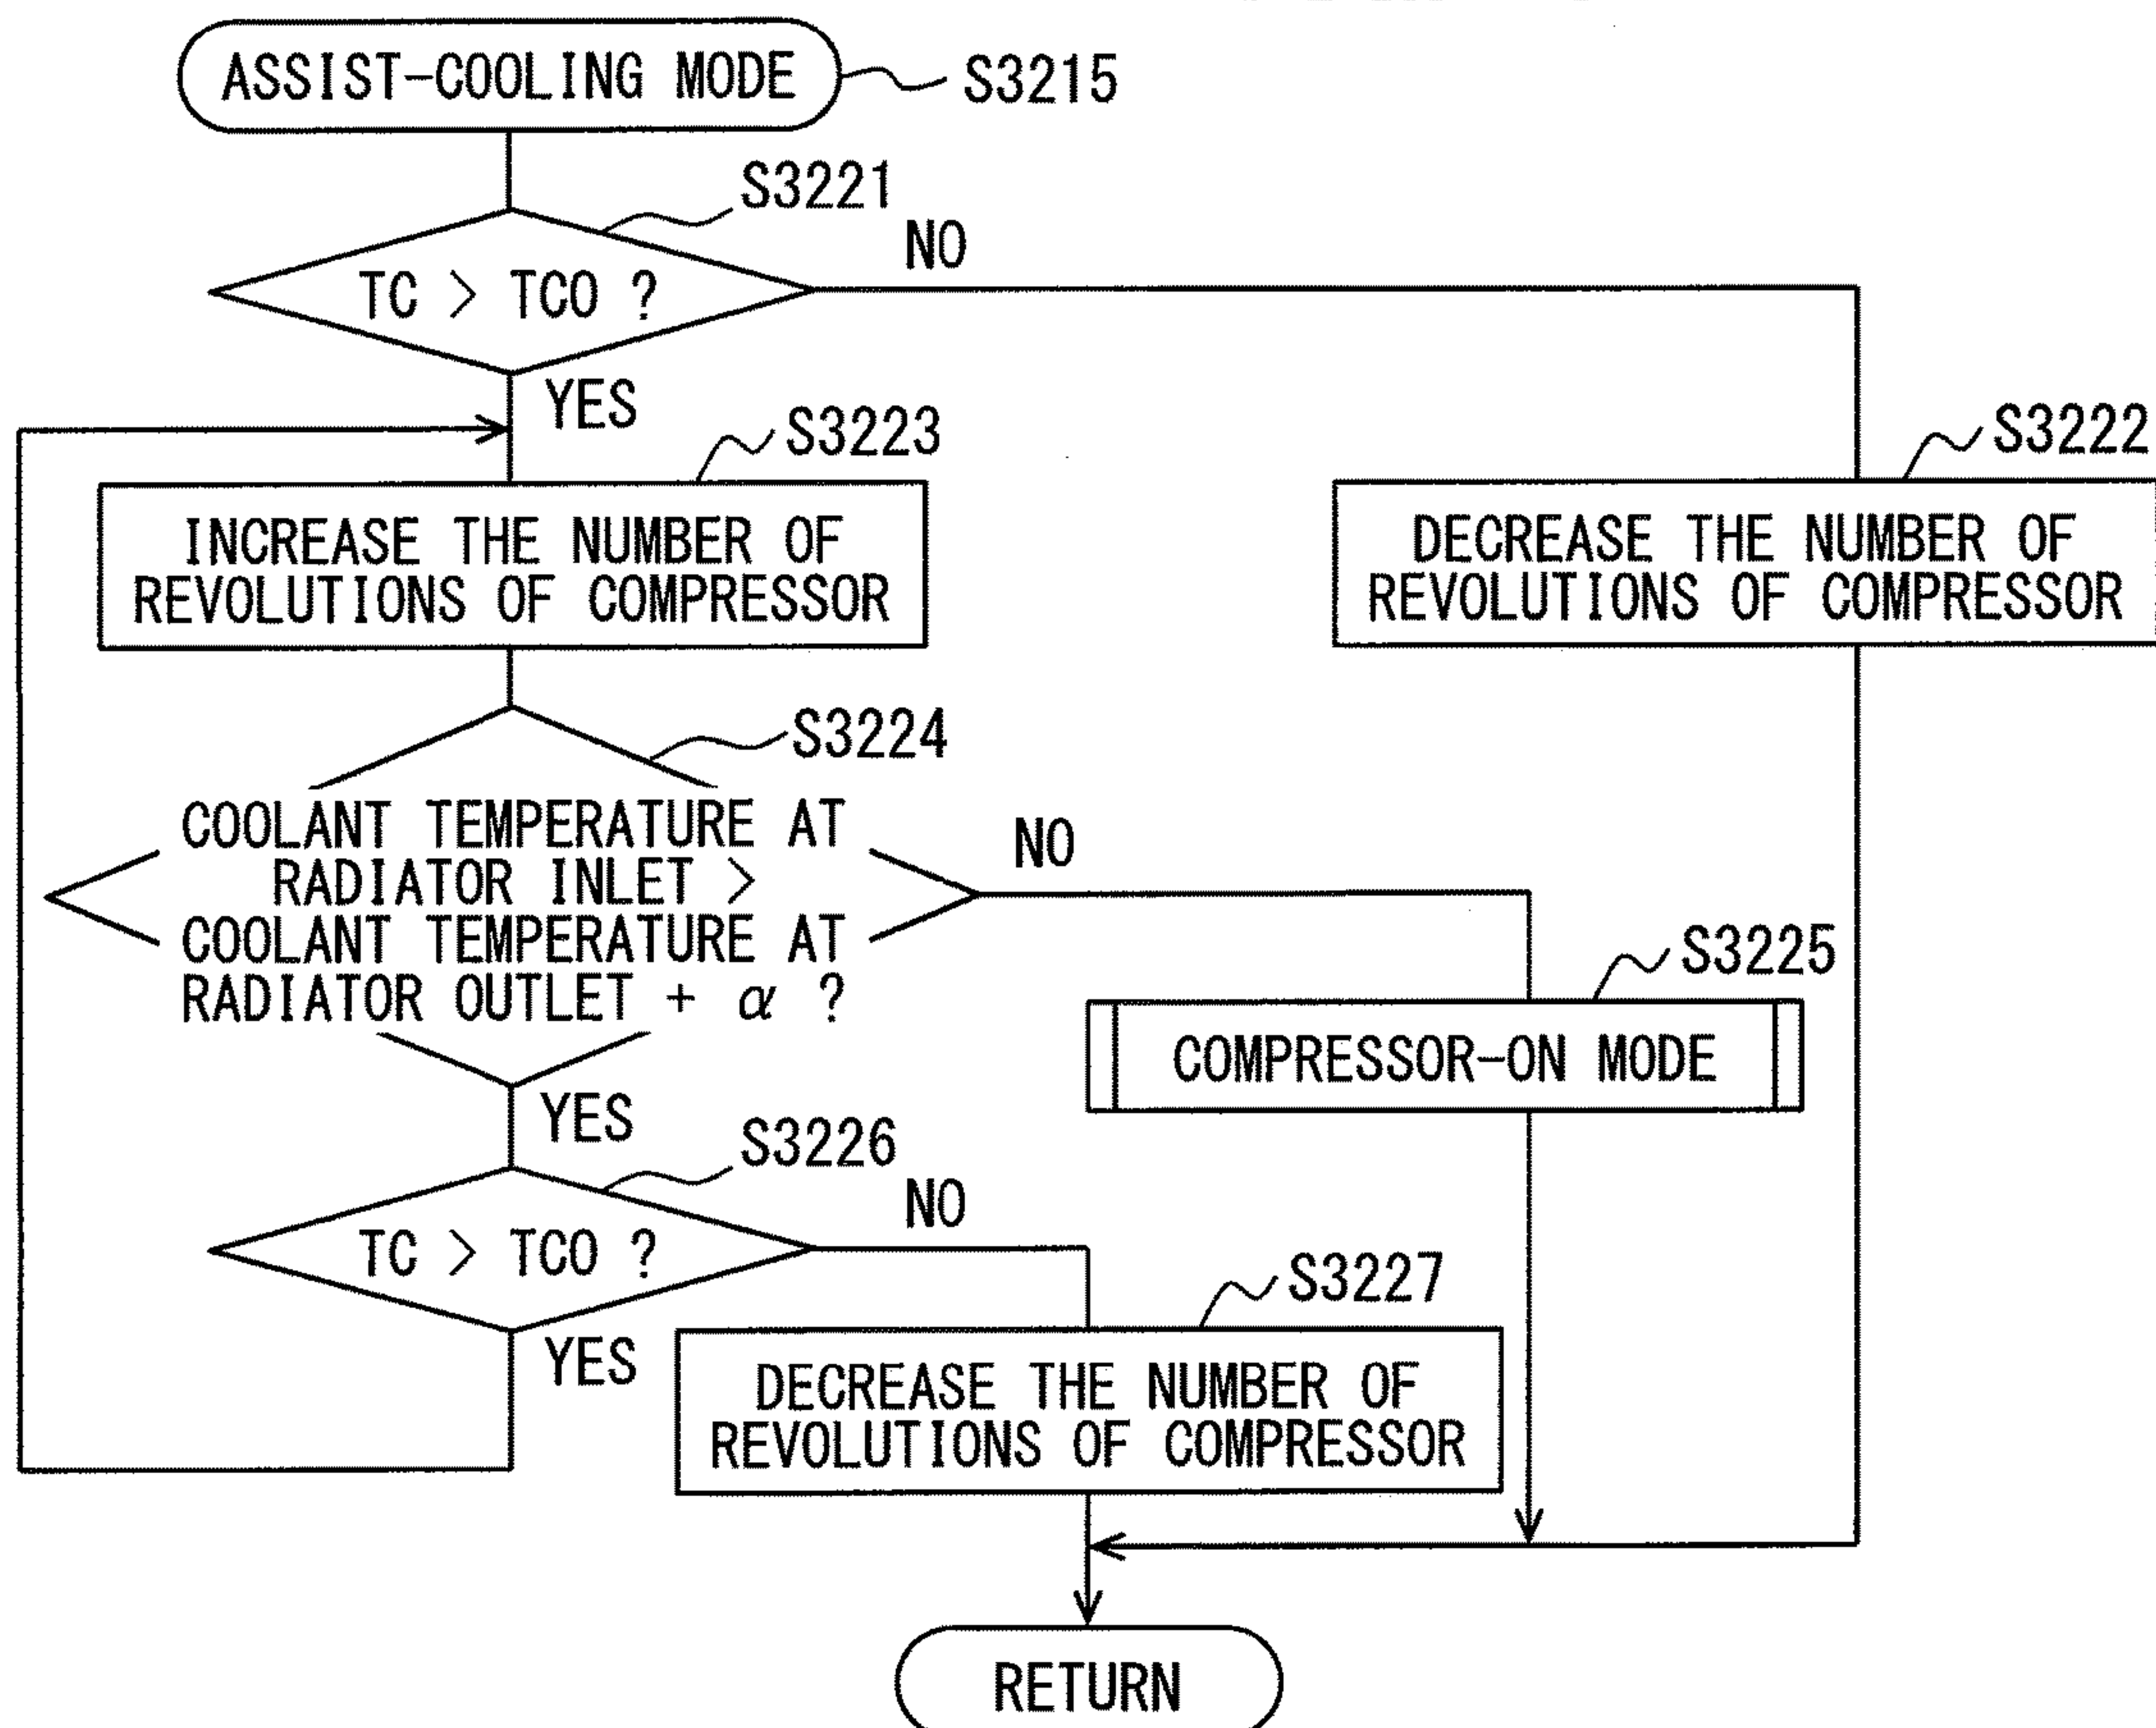 ASSIST-COOLING MODE
S3215
S3221
NO
TC > TCO ?
YES
S3223
S3222
INCREASE THE NUMBER OF
REVOLUTIONS OF COMPRESSOR
DECREASE THE NUMBER OF
REVOLUTIONS OF COMPRESSOR
S3224
COOLANT TEMPERATURE AT
RADIATOR INLET >
COOLANT TEMPERATURE AT
RADIATOR OUTLET + α ?
NO
S3225
COMPRESSOR-ON MODE
YES
S3226
NO
TC > TCO ?
S3227
YES
DECREASE THE NUMBER OF
REVOLUTIONS OF COMPRESSOR
RETURN